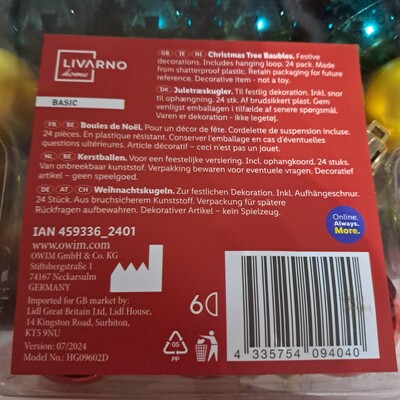 LIVARNO
home
BASIC
GB IE NI Christmas Tree Baubles. Festive
decorations. Includes hanging loop. 24 pack. Made
from shatterproof plastic. Retain packaging for future
reference. Decorative item - not a toy.
DK Juletræskugler. Til festlig dekoration. Inkl. snor
til ophængning. 24 stk. Af brudsikkert plast. Gem
venligst emballagen til senere af senere spørgsmål.
Varen er dekoration - ikke legetøj.
FR BE Boules de Noël. Pour un décor de fête. Cordelette de suspension incluse.
24 pièces. En plastique résistant. Conservez l'emballage en cas d'éventuelles
questions ultérieures. Article décoratif – ceci n'est pas un jouet.
NL BE Kerstballen. Voor een feestelijke versiering. Incl. ophangkoord. 24 stuks.
Van onbreekbaar kunststof. Verpakking bewaren voor eventuele vragen. Decoratief
artikel – geen speelgoed.
DE AT CH Weihnachtskugeln. Zur festlichen Dekoration. Inkl. Aufhängeschnur.
24 Stück. Aus bruchsicherem Kunststoff. Verpackung für spätere
Rückfragen aufbewahren. Dekorativer Artikel – kein Spielzeug.
Online.
Always.
More.
IAN 459336_2401
www.owim.com
OWIM GmbH & Co. KG
Stiftsbergstraße 1
74167 Neckarsulm
GERMANY
Imported for GB market by:
Lidl Great Britain Ltd, Lidl House,
14 Kingston Road, Surbiton,
KT5 9NU
Version: 07/2024
Model No.: HG09602D
6
05
PP
4 335754 094040